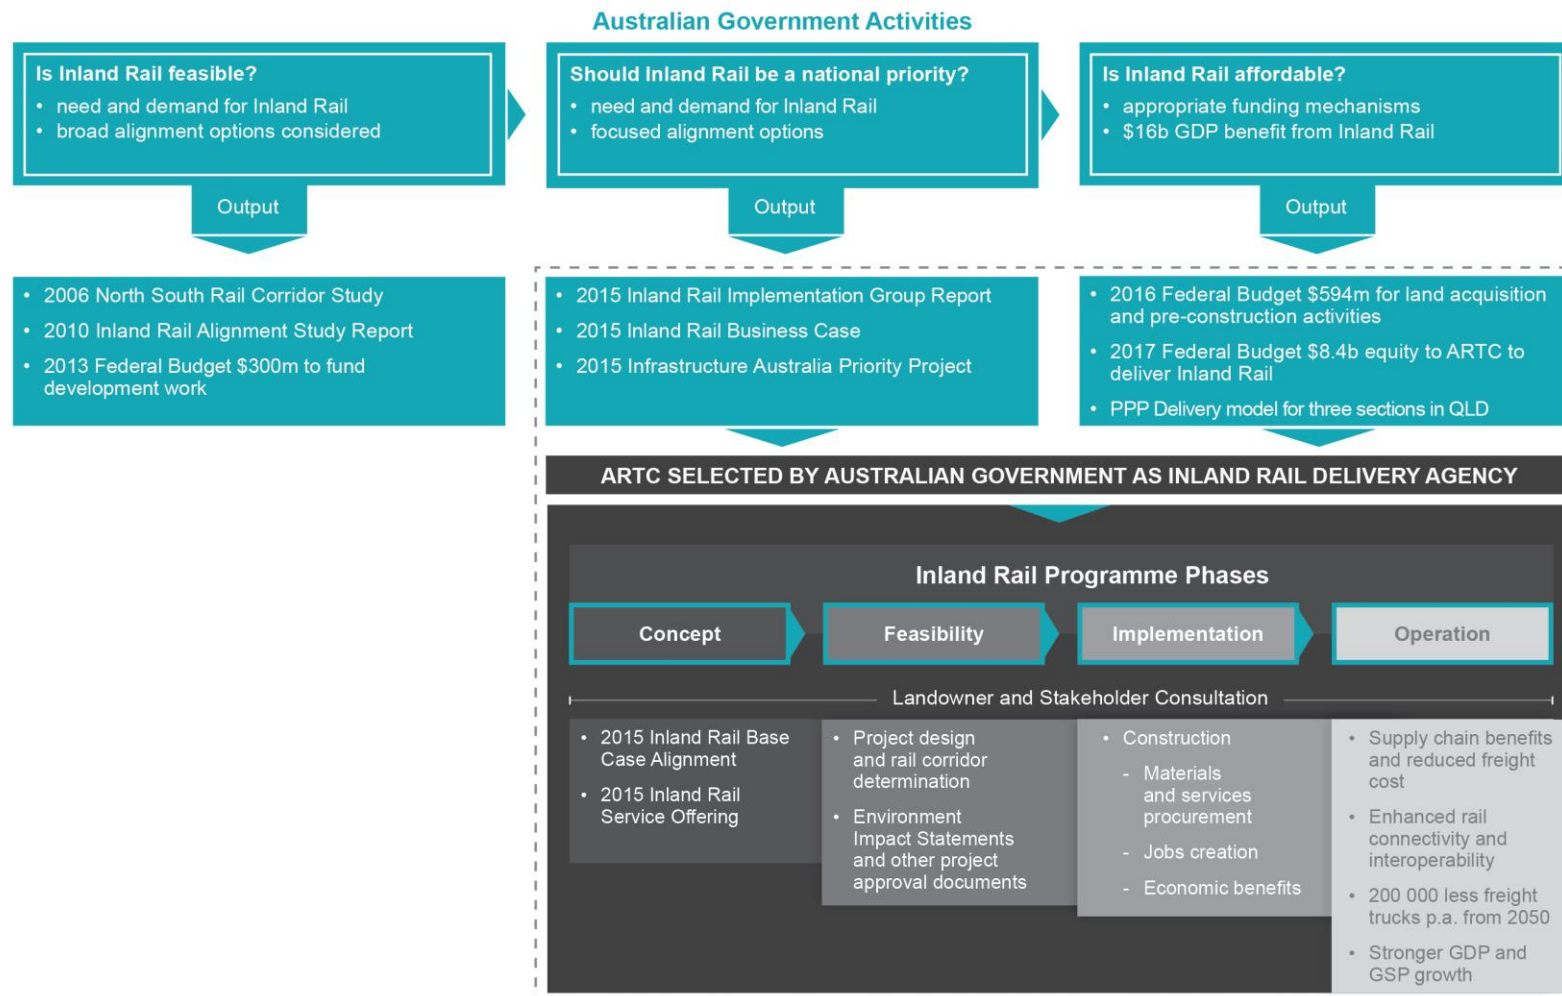 Australian Government Activities
Is Inland Rail feasible?
• need and demand for Inland Rail
• broad alignment options considered
Should Inland Rail be a national priority?
• need and demand for Inland Rail
• focused alignment options
Is Inland Rail affordable?
• appropriate funding mechanisms
• $16b GDP benefit from Inland Rail
Output
Output
Output
• 2006 North South Rail Corridor Study
• 2010 Inland Rail Alignment Study Report
• 2013 Federal Budget $300m to fund
development work
• 2015 Inland Rail Implementation Group Report
• 2015 Inland Rail Business Case
• 2015 Infrastructure Australia Priority Project
• 2016 Federal Budget $594m for land acquisition
and pre-construction activities
• 2017 Federal Budget $8.4b equity to ARTC to
deliver Inland Rail
• PPP Delivery model for three sections in QLD
ARTC SELECTED BY AUSTRALIAN GOVERNMENT AS INLAND RAIL DELIVERY AGENCY
Inland Rail Programme Phases
Concept
Feasibility
Implementation
Operation
Landowner and Stakeholder Consultation
• 2015 Inland Rail Base
Case Alignment
• 2015 Inland Rail
Service Offering
• Project design
and rail corridor
determination
• Environment
Impact Statements
and other project
approval documents
• Construction
- Materials
and services
procurement
- Jobs creation
- Economic benefits
• Supply chain benefits
and reduced freight
cost
• Enhanced rail
connectivity and
interoperability
• 200 000 less freight
trucks p.a. from 2050
• Stronger GDP and
GSP growth